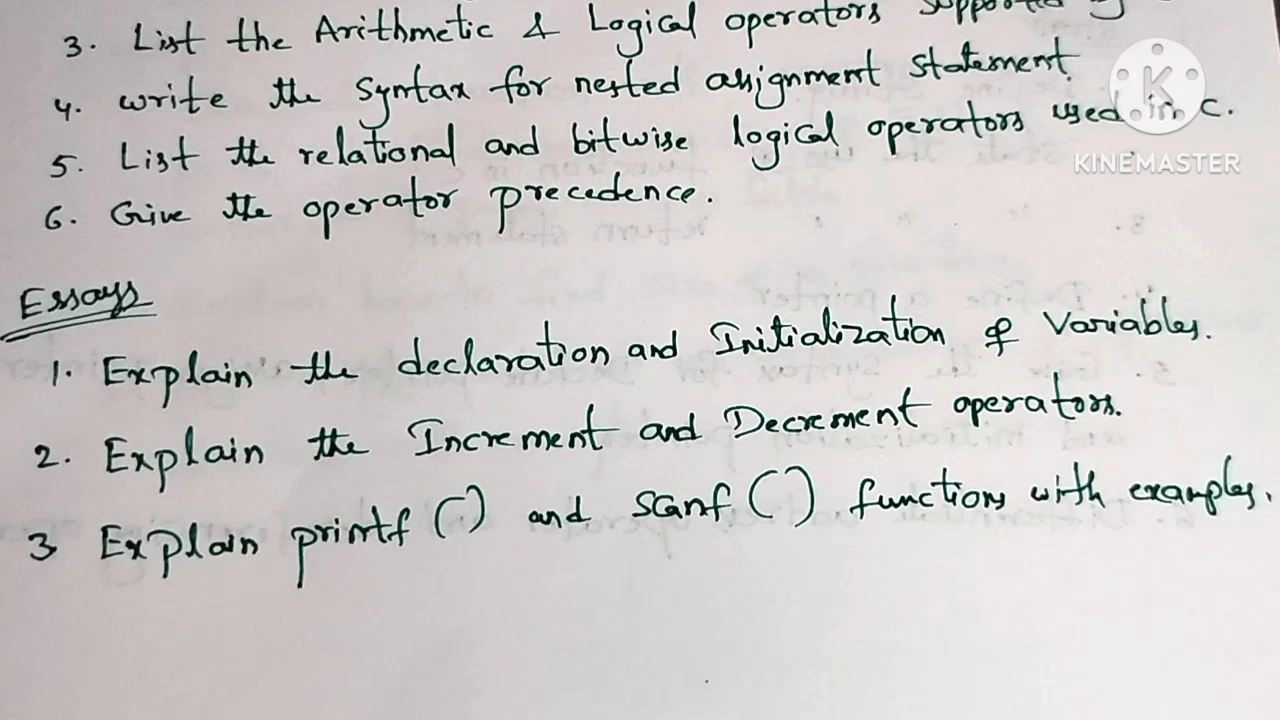 3. List the Arithmetic & Logical operators supported
4. write the syntax for nested assignment statement.
5. List the relational and bitwise logical operators used in C.
6. Give the operator precedence.
Essays
1. Explain the declaration and Initialization of Variables.
2. Explain the Increment and Decrement operators.
3 Explain printf() and scanf() functions with examples.
K
KINEMASTER